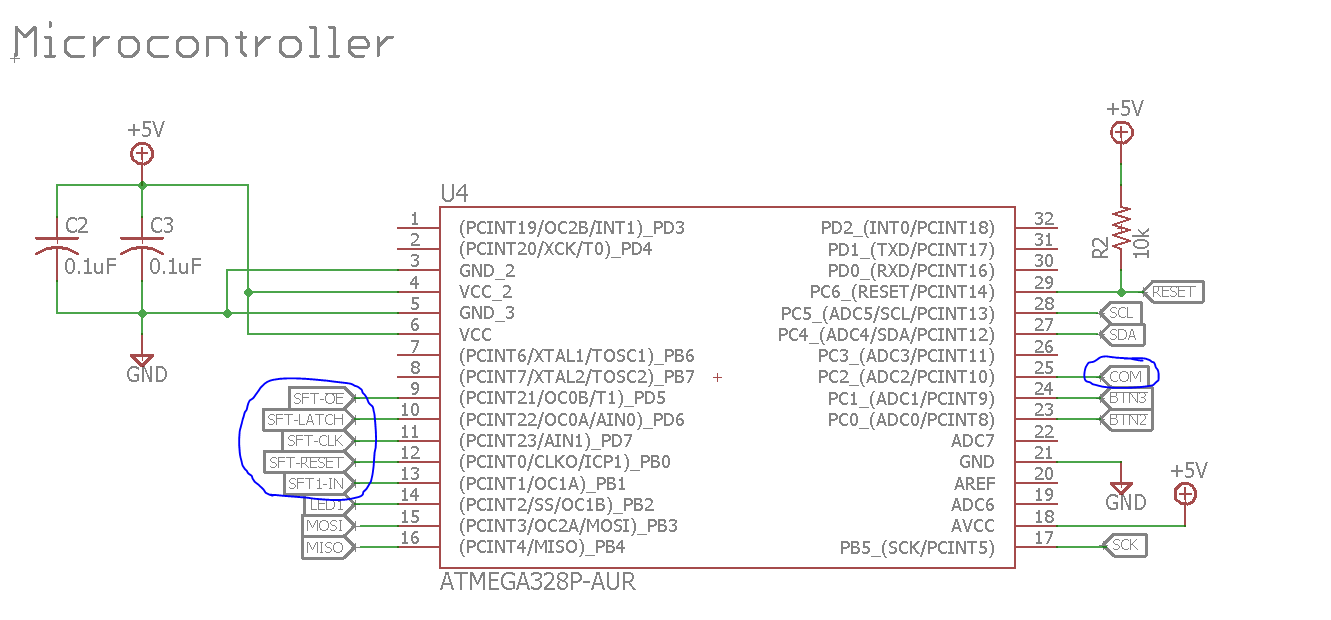 Microcontroller
+5V
+5V
C2
C3
0.1uF
0.1uF
GND
R2
10k
U4
1 (PCINT19/OC2B/INT1)_PD3 PD2_(INT0/PCINT18) 32
2 (PCINT20/XCK/T0)_PD4 PD1_(TXD/PCINT17) 31
3 GND_2 PD0_(RXD/PCINT16) 30
4 VCC_2 PC6_(RESET/PCINT14) 29 RESET
5 GND_3 PC5_(ADC5/SCL/PCINT13) 28 SCL
6 VCC PC4_(ADC4/SDA/PCINT12) 27 SDA
7 (PCINT6/XTAL1/TOSC1)_PB6 PC3_(ADC3/PCINT11) 26
8 (PCINT7/XTAL2/TOSC2)_PB7 PC2_(ADC2/PCINT10) 25 COM
SFT-OE 9 (PCINT21/OC0B/T1)_PD5 PC1_(ADC1/PCINT9) 24 BTN3
SFT-LATCH 10 (PCINT22/OC0A/AIN0)_PD6 PC0_(ADC0/PCINT8) 23 BTN2
SFT-CLK 11 (PCINT23/AIN1)_PD7 ADC7 22
SFT-RESET 12 (PCINT0/CLKO/ICP1)_PB0 GND 21
SFT1-IN 13 (PCINT1/OC1A)_PB1 AREF 20
LED1 14 (PCINT2/SS/OC1B)_PB2 ADC6 19
MOSI 15 (PCINT3/OC2A/MOSI)_PB3 AVCC 18
MISO 16 (PCINT4/MISO)_PB4 PB5_(SCK/PCINT5) 17 SCK
+5V
GND
ATMEGA328P-AUR